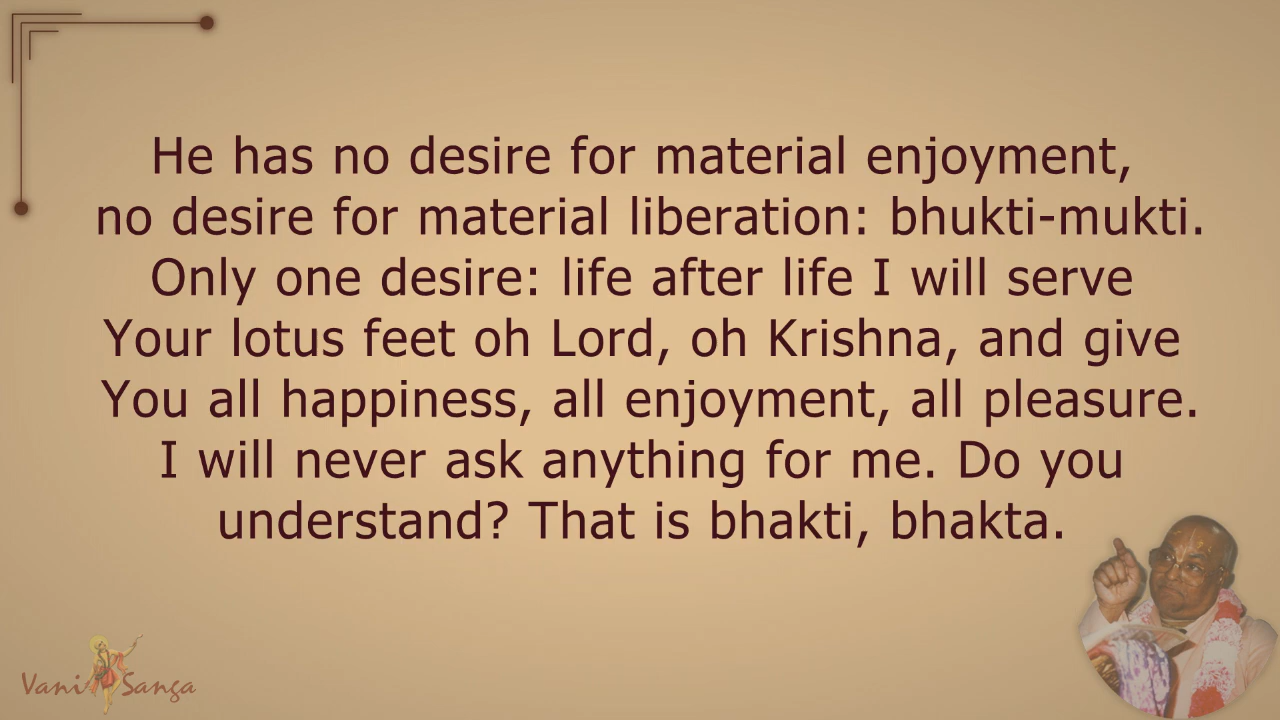 He has no desire for material enjoyment,
no desire for material liberation: bhukti-mukti.
Only one desire: life after life I will serve
Your lotus feet oh Lord, oh Krishna, and give
You all happiness, all enjoyment, all pleasure.
I will never ask anything for me. Do you
understand? That is bhakti, bhakta.
Vani Sanga